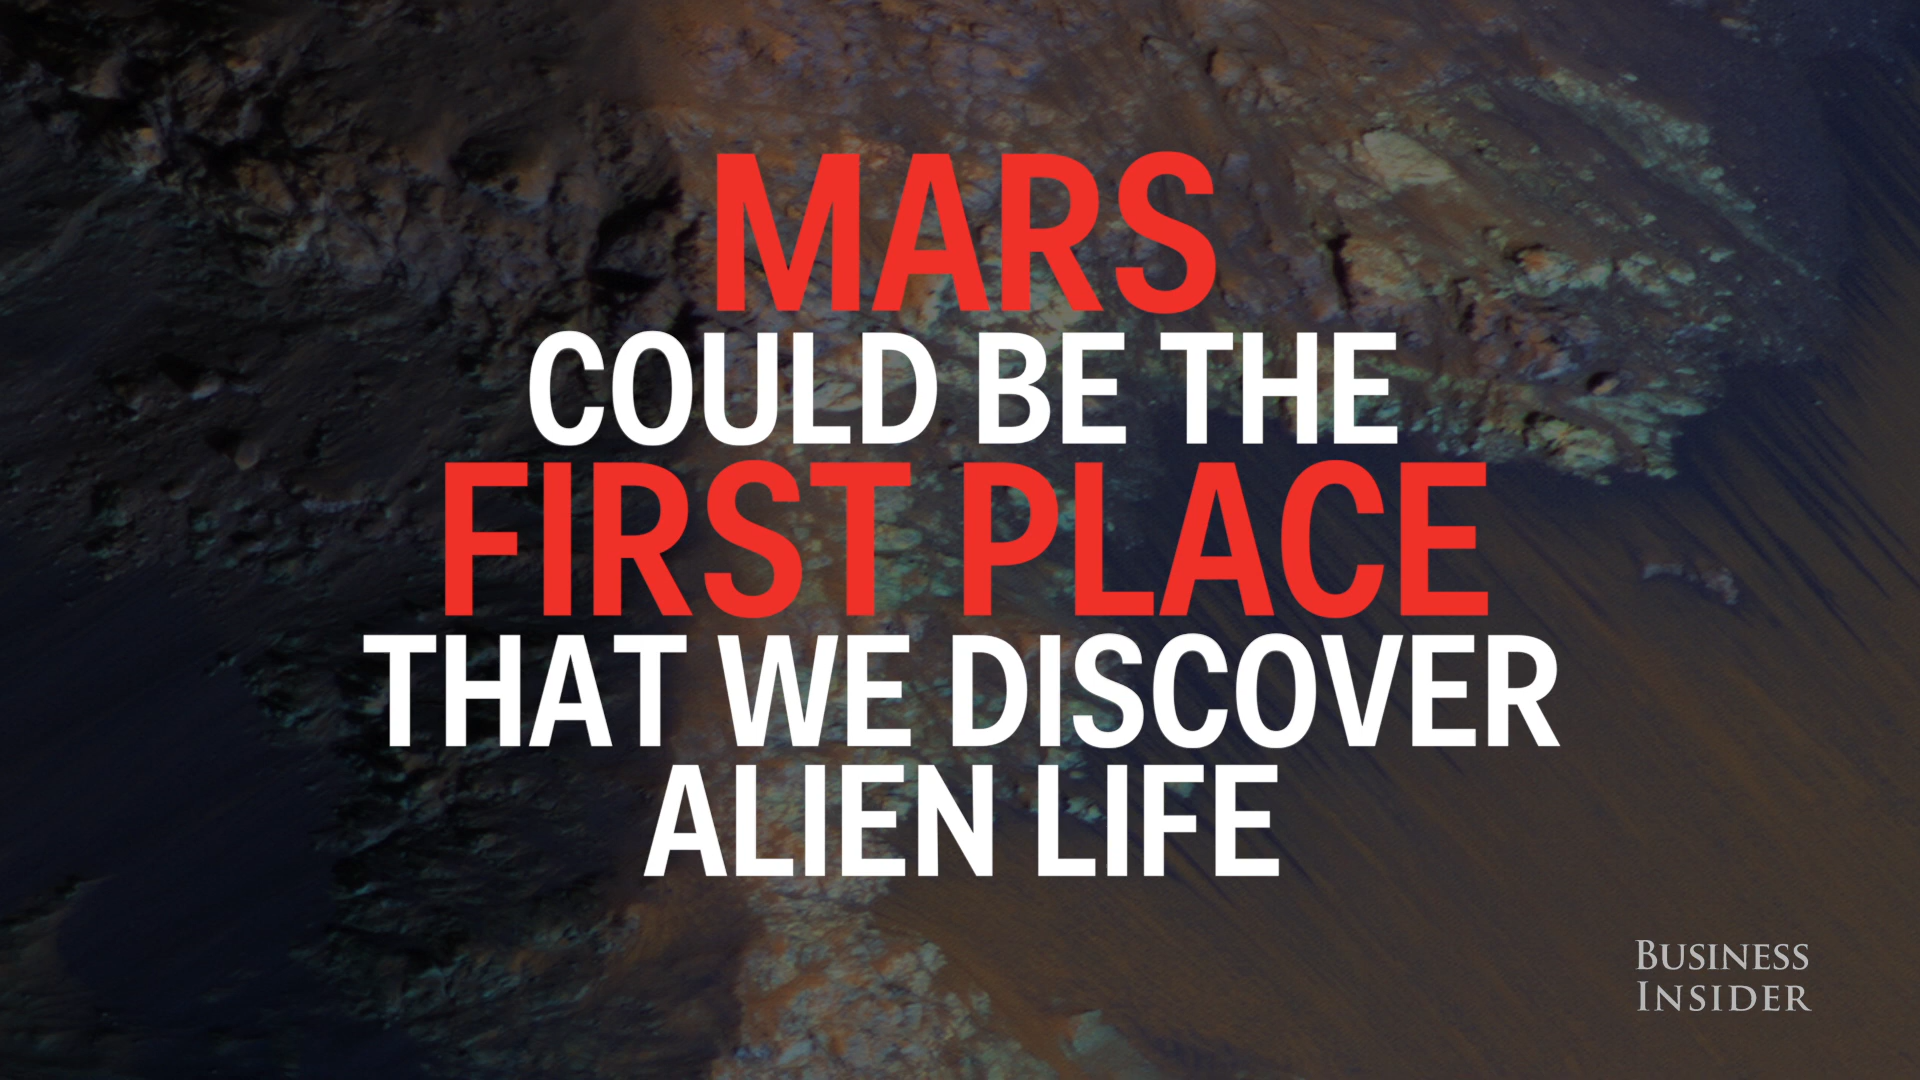 MARS
COULD BE THE
FIRST PLACE
THAT WE DISCOVER
ALIEN LIFE
BUSINESS
INSIDER